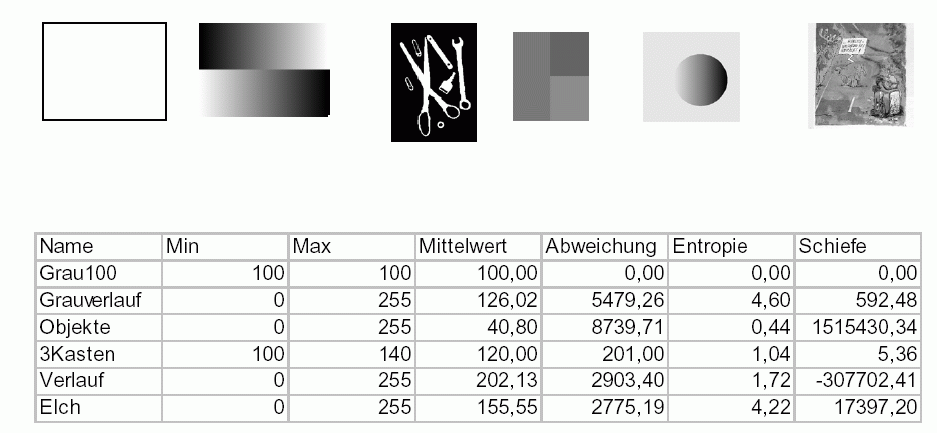 Name Min Max Mittelwert Abweichung Entropie Schiefe
Grau100 100 100 100,00 0,00 0,00 0,00
Grauverlauf 0 255 126,02 5479,26 4,60 592,48
Objekte 0 255 40,80 8739,71 0,44 1515430,34
3Kasten 100 140 120,00 201,00 1,04 5,36
Verlauf 0 255 202,13 2903,40 1,72 -307702,41
Elch 0 255 155,55 2775,19 4,22 17397,20